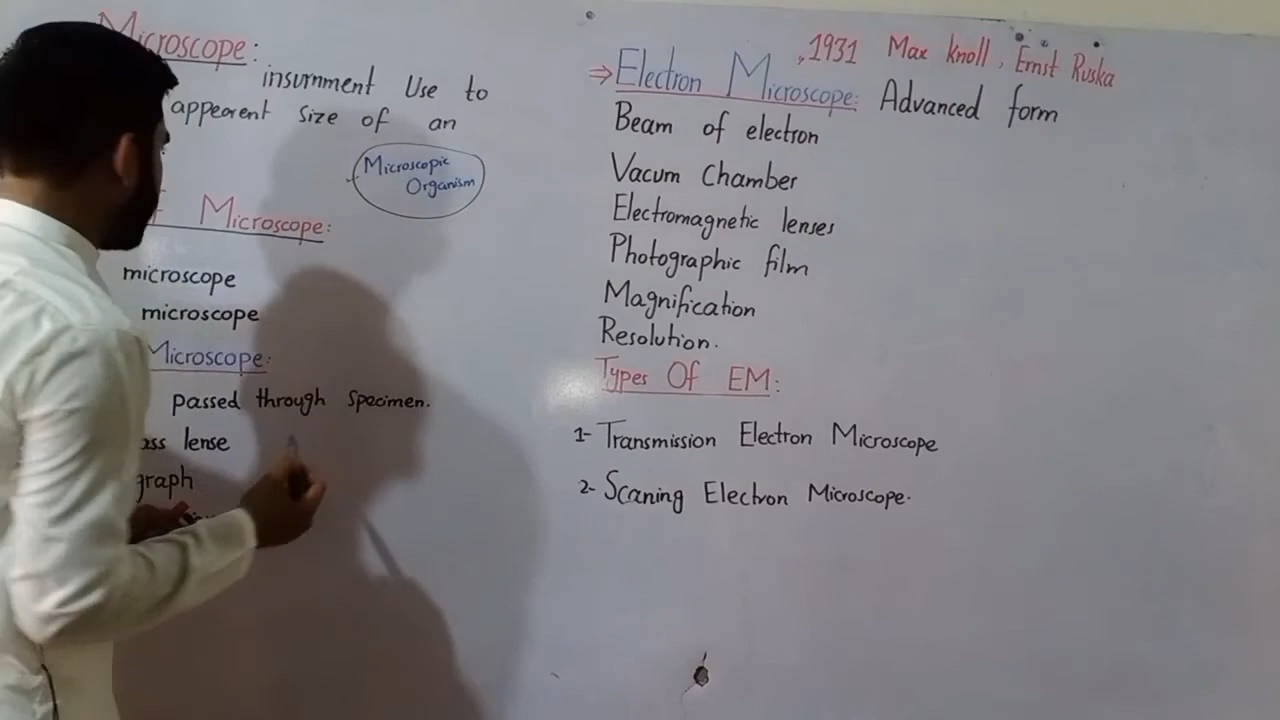 Microscope:
insurnment Use to
appearent size of an
Microscopic
Organism
Microscope:
microscope
microscope
Microscope:
passed through specimen.
lense
graph
,1931 Max Knoll, Ernst Ruska
⇒ Electron Microscope: Advanced form
Beam of electron
Vacum Chamber
Electromagnetic lenses
Photographic film
Magnification
Resolution.
Types Of EM:
1- Transmission Electron Microscope
2- Scaning Electron Microscope.